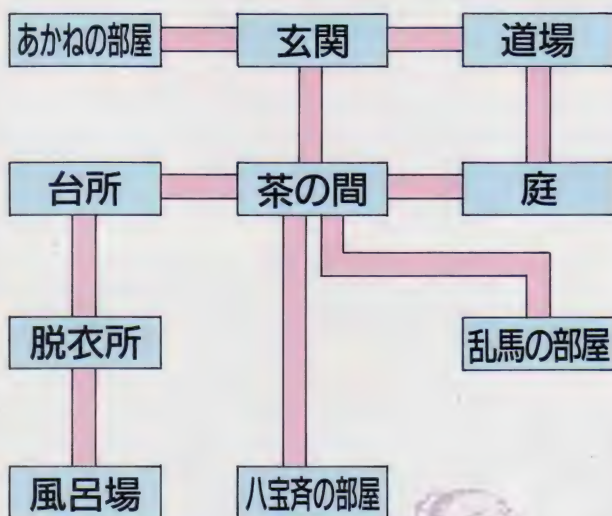 あかねの部屋
玄関
道場
台所
茶の間
庭
脱衣所
乱馬の部屋
風呂場
八宝斉の部屋